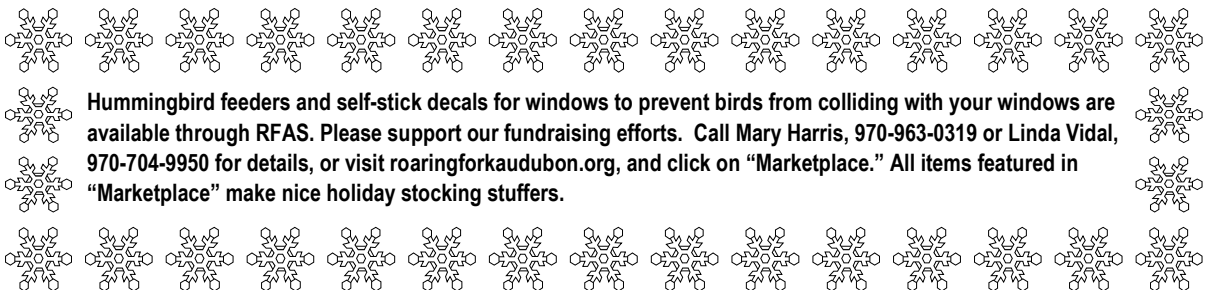 Hummingbird feeders and self-stick decals for windows to prevent birds from colliding with your windows are
available through RFAS. Please support our fundraising efforts.  Call Mary Harris, 970-963-0319 or Linda Vidal,
970-704-9950 for details, or visit roaringforkaudubon.org, and click on “Marketplace.” All items featured in
“Marketplace” make nice holiday stocking stuffers.